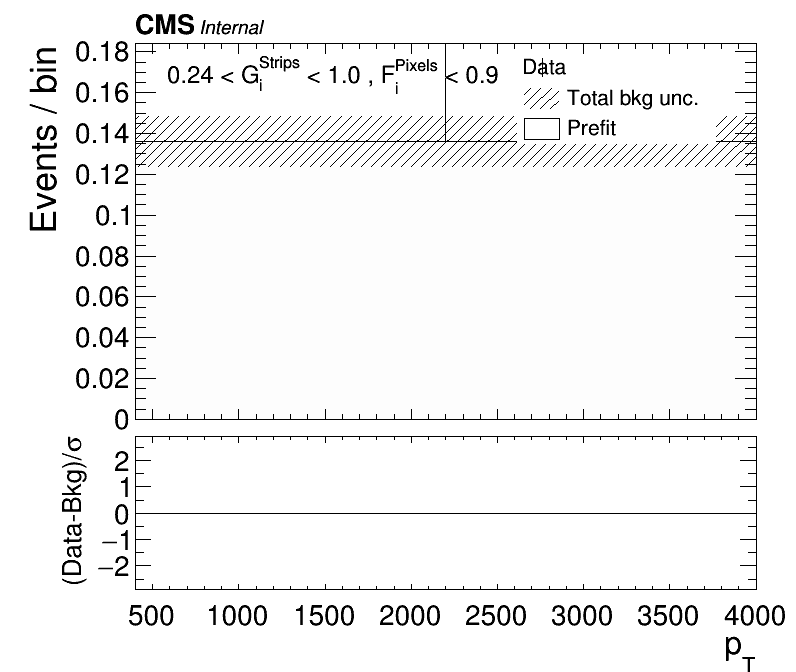 CMS Internal
0.24 < G_i^Strips < 1.0 , F_i^Pixels < 0.9
Data
Total bkg unc.
Prefit
Events / bin
0.18
0.16
0.14
0.12
0.1
0.08
0.06
0.04
0.02
0
(Data-Bkg)/σ
2
1
0
−1
−2
500 1000 1500 2000 2500 3000 3500 4000
p_T